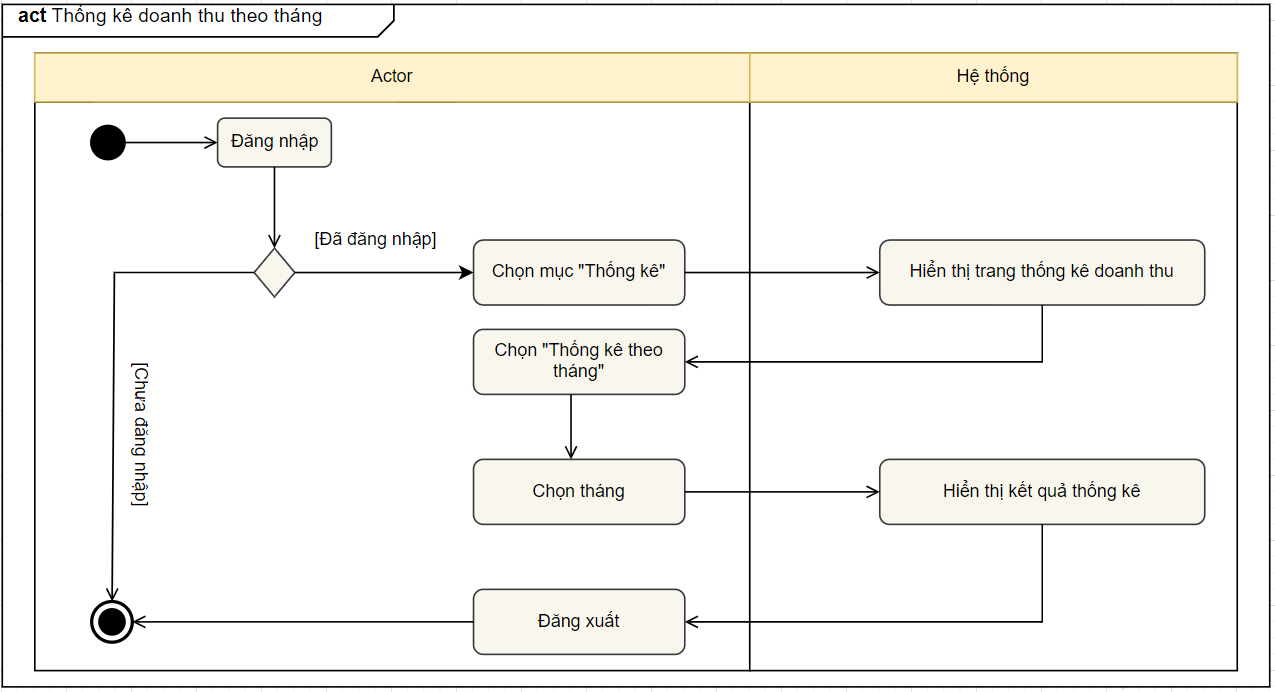 act Thống kê doanh thu theo tháng
Actor
Hệ thống
Đăng nhập
[Đã đăng nhập]
Chọn mục "Thống kê"
Hiển thị trang thống kê doanh thu
Chọn "Thống kê theo
tháng"
[Chưa đăng nhập]
Chọn tháng
Hiển thị kết quả thống kê
Đăng xuất